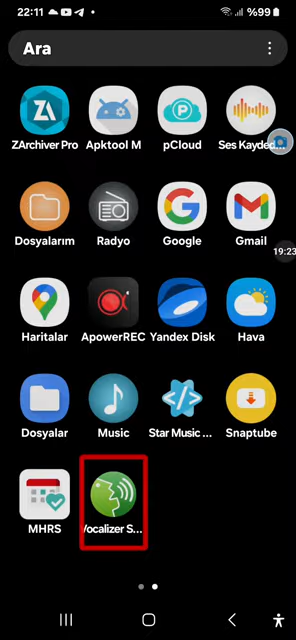 22:11 %99
Ara
ZArchiver Pro Apktool M pCloud Ses Kayded...
19:23
Dosyalarım Radyo Google Gmail
Haritalar ApowerREC Yandex Disk Hava
Dosyalar Music Star Music ... Snaptube
MHRS Vocalizer S...